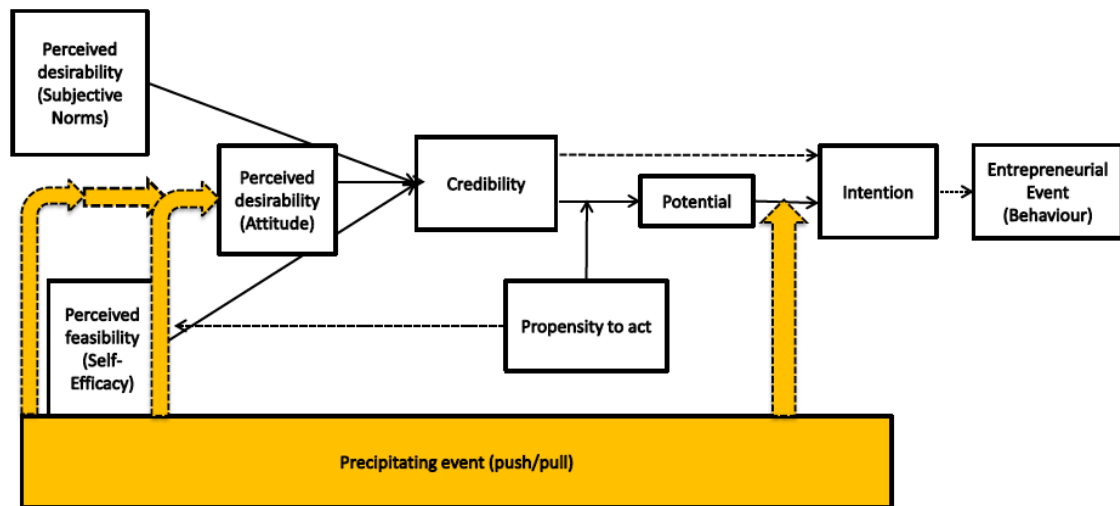 Perceived
desirability
(Subjective
Norms)
Perceived
desirability
(Attitude)
Credibility
Potential
Intention
Entrepreneurial
Event
(Behaviour)
Perceived
feasibility
(Self-
Efficacy)
Propensity to act
Precipitating event (push/pull)